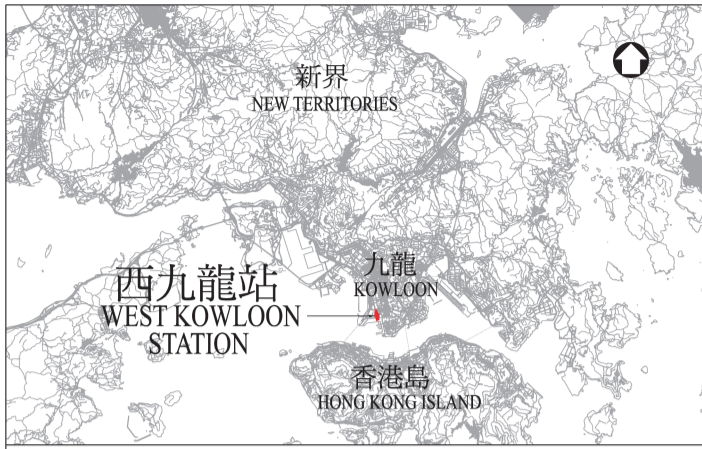 新界
NEW TERRITORIES
九龍
KOWLOON
西九龍站
WEST KOWLOON
STATION
香港島
HONG KONG ISLAND